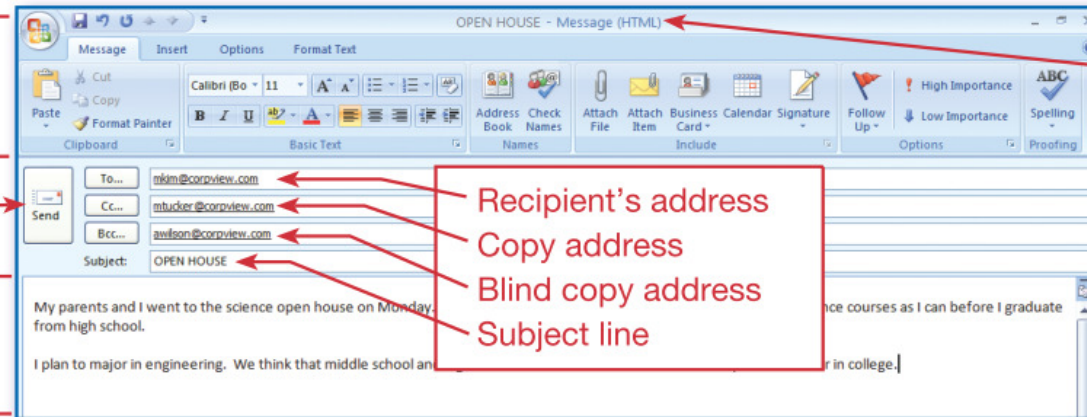 OPEN HOUSE - Message (HTML)
Message Insert Options Format Text
Cut
Copy
Paste
Format Painter
Clipboard
Calibri (Bo 11
B I U
Basic Text
Address Book
Check Names
Names
Attach File
Attach Item
Business Card
Calendar
Signature
Include
Follow Up
High Importance
Low Importance
Options
ABC
Spelling
Proofing
Send
To... mkim@corpview.com
Cc... mtucker@corpview.com
Bcc... awilson@corpview.com
Subject: OPEN HOUSE
Recipient's address
Copy address
Blind copy address
Subject line
My parents and I went to the science open house on Monday. courses as I can before I graduate
from high school.
I plan to major in engineering. We think that middle school in college.